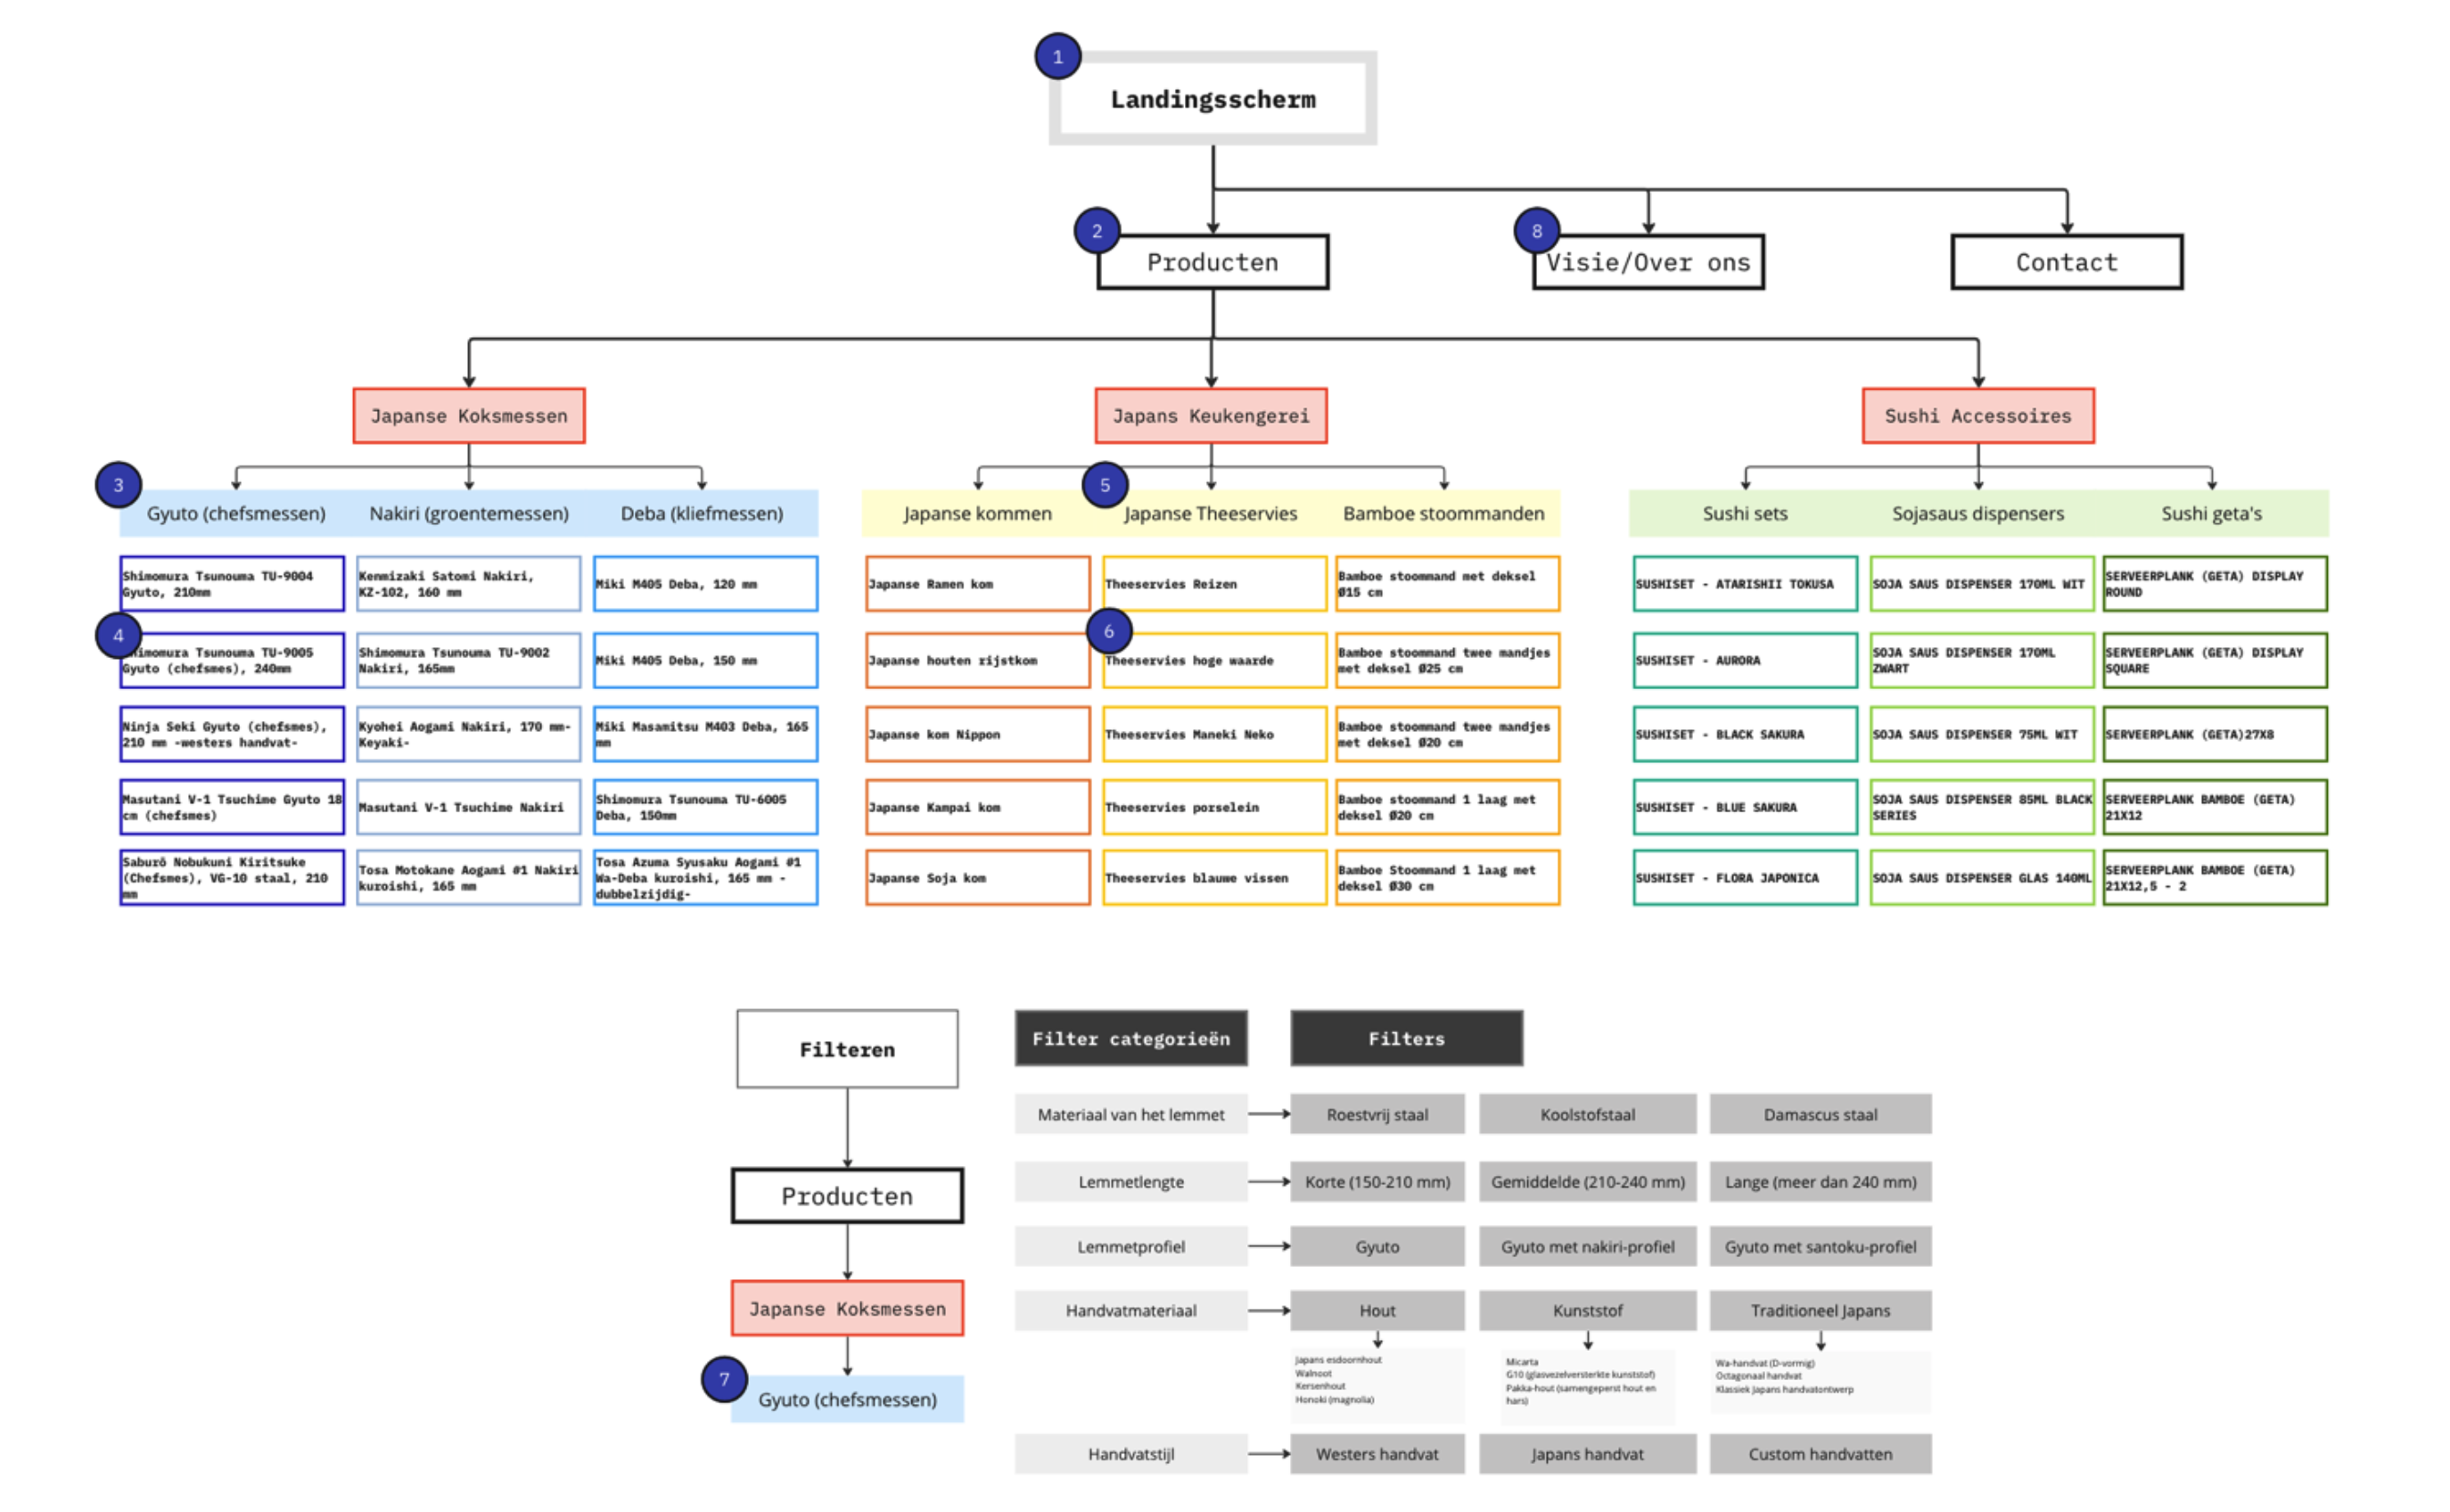 1
Landingsscherm
2
Producten
8
Visie/Over ons
Contact
Japanse Koksmessen
Japans Keukengerei
Sushi Accessoires
3
Gyuto (chefsmessen)
Nakiri (groentemessen)
Deba (kliefmessen)
Japanse kommen
5
Japanse Theeservies
Bamboe stoommanden
Sushi sets
Sojasaus dispensers
Sushi geta's
Shimomura Tsunouma TU-9004
Gyuto, 210mm
Kenmizaki Satomi Nakiri,
KZ-102, 160 mm
Miki M405 Deba, 120 mm
Japanse Ramen kom
Theeservies Reizen
Bamboe stoommand met deksel
Ø15 cm
SUSHISET - ATARISHII TOKUSA
SOJA SAUS DISPENSER 170ML WIT
SERVEERPLANK (GETA) DISPLAY
ROUND
4
Shimomura Tsunouma TU-9005
Gyuto (chefsmes), 240mm
Shimomura Tsunouma TU-9002
Nakiri, 165mm
Miki M405 Deba, 150 mm
Japanse houten rijstkom
6
Theeservies hoge waarde
Bamboe stoommand twee mandjes
met deksel Ø25 cm
SUSHISET - AURORA
SOJA SAUS DISPENSER 170ML
ZWART
SERVEERPLANK (GETA) DISPLAY
SQUARE
Ninja Seki Gyuto (chefsmes),
210 mm -westers handvat-
Kyohei Aogami Nakiri, 170 mm-
Keyaki-
Miki Masamitsu M403 Deba, 165
mm
Japanse kom Nippon
Theeservies Maneki Neko
Bamboe stoommand twee mandjes
met deksel Ø20 cm
SUSHISET - BLACK SAKURA
SOJA SAUS DISPENSER 75ML WIT
SERVEERPLANK (GETA)27X8
Masutani V-1 Tsuchime Gyuto 18
cm (chefsmes)
Masutani V-1 Tsuchime Nakiri
Shimomura Tsunouma TU-6005
Deba, 150mm
Japanse Kampai kom
Theeservies porselein
Bamboe stoommand 1 laag met
deksel Ø20 cm
SUSHISET - BLUE SAKURA
SOJA SAUS DISPENSER 85ML BLACK
SERIES
SERVEERPLANK BAMBOE (GETA)
21X12
Saburō Nobukuni Kiritsuke
(Chefsmes), VG-10 staal, 210
mm
Tosa Motokane Aogami #1 Nakiri
kuroishi, 165 mm
Tosa Azuma Syusaku Aogami #1
Wa-Deba kuroishi, 165 mm -
dubbelzijdig-
Japanse Soja kom
Theeservies blauwe vissen
Bamboe Stoommand 1 laag met
deksel Ø30 cm
SUSHISET - FLORA JAPONICA
SOJA SAUS DISPENSER GLAS 140ML
SERVEERPLANK BAMBOE (GETA)
21X12,5 - 2
Filteren
Producten
Japanse Koksmessen
7
Gyuto (chefsmessen)
Filter categorieën
Filters
Materiaal van het lemmet
Roestvrij staal
Koolstofstaal
Damascus staal
Lemmetlengte
Korte (150-210 mm)
Gemiddelde (210-240 mm)
Lange (meer dan 240 mm)
Lemmetprofiel
Gyuto
Gyuto met nakiri-profiel
Gyuto met santoku-profiel
Handvatmateriaal
Hout
Kunststof
Traditioneel Japans
Japans esdoornhout
Walnoot
Kersenhout
Honoki (magnolia)
Micarta
G10 (glasvezelversterkte kunststof)
Pakka-hout (samengeperst hout en
hars)
Wa-handvat (D-vormig)
Octagonaal handvat
Klassiek Japans handvatontwerp
Handvatstijl
Westers handvat
Japans handvat
Custom handvatten